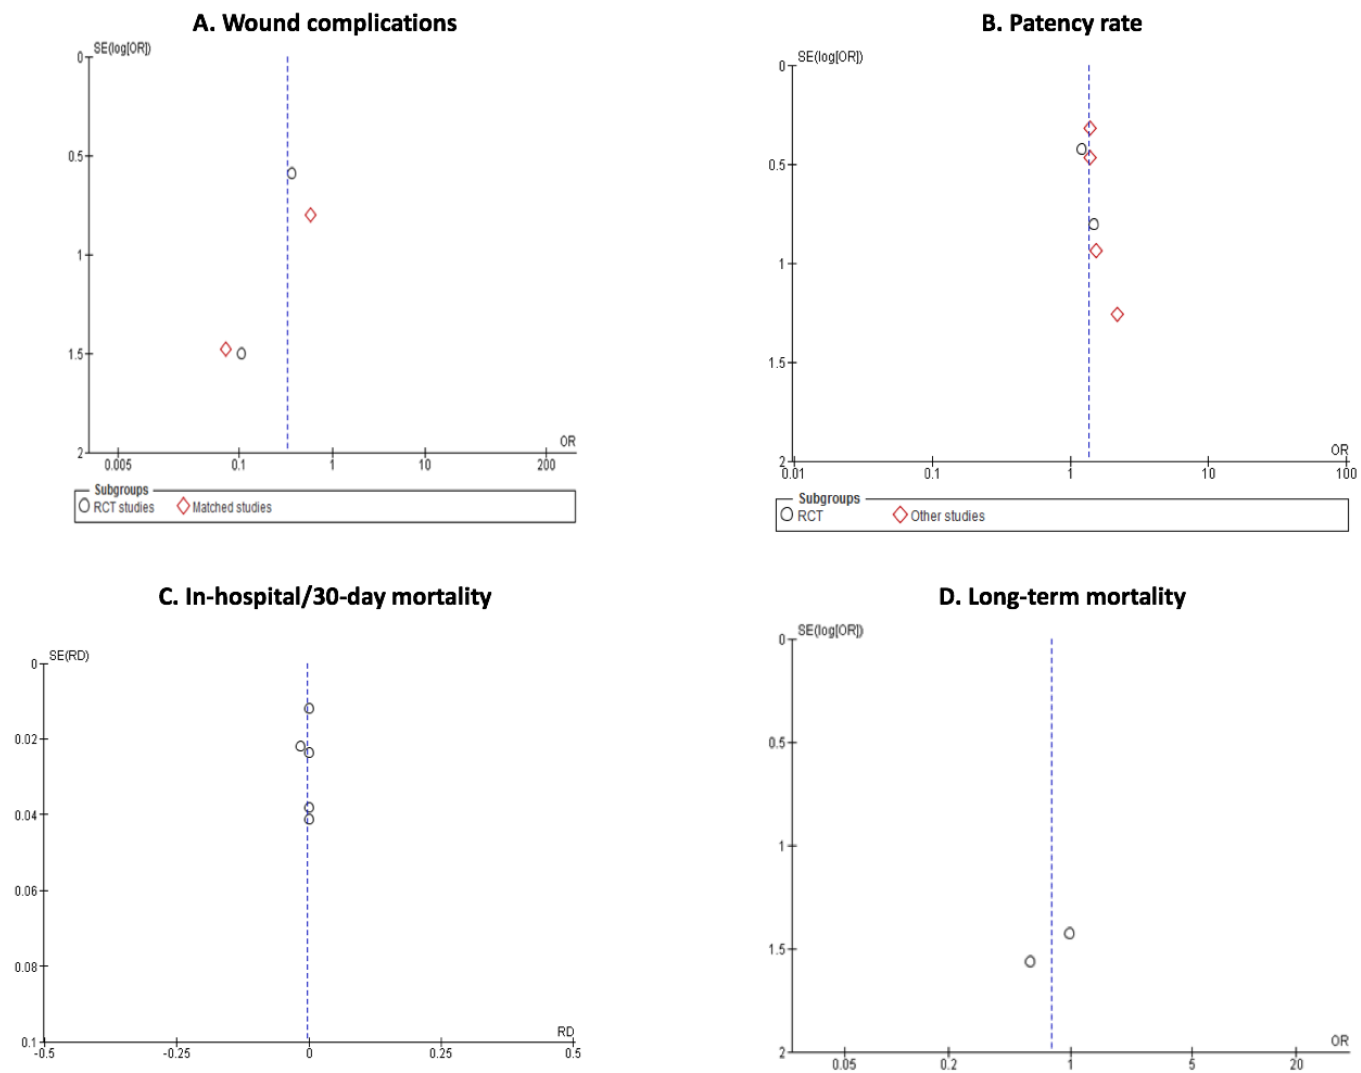 A. Wound complications
SE(log[OR])
0
0.5
1
1.5
2
0.005
0.1
1
10
200
OR
Subgroups
RCT studies
Matched studies
B. Patency rate
SE(log[OR])
0
0.5
1
1.5
2
0.01
0.1
1
10
100
OR
Subgroups
RCT
Other studies
C. In-hospital/30-day mortality
SE(RD)
0
0.02
0.04
0.06
0.08
0.1
-0.5
-0.25
0
0.25
0.5
RD
D. Long-term mortality
SE(log[OR])
0
0.5
1
1.5
2
0.05
0.2
1
5
20
OR